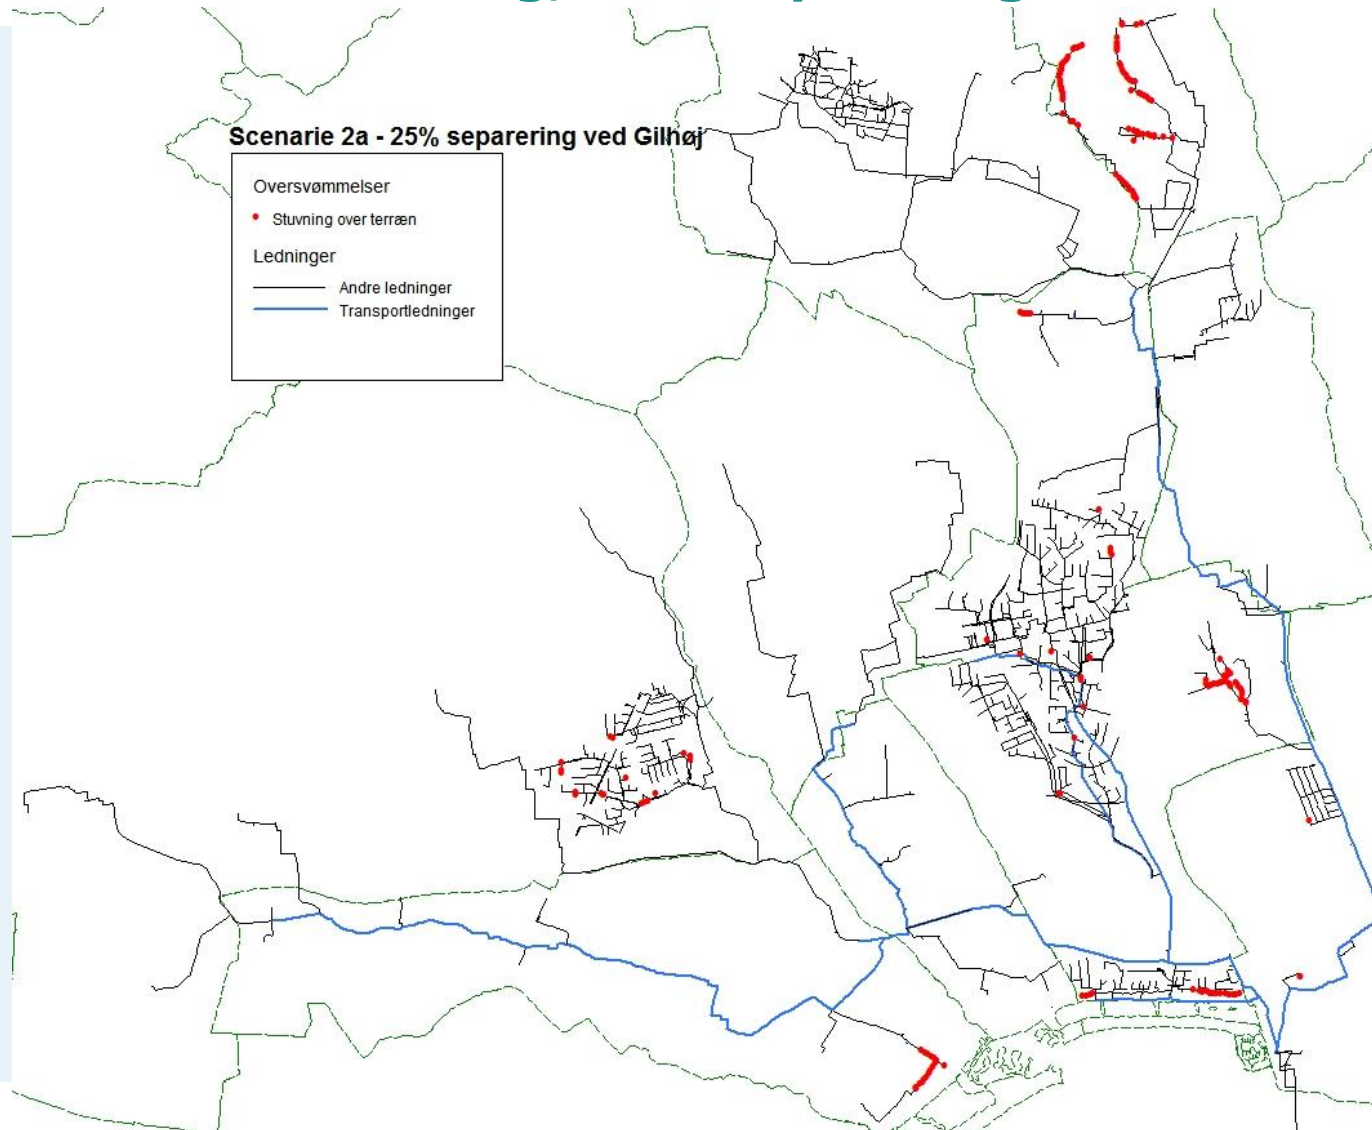 Scenarie 2a - 25% separering ved Gilhøj
Oversvømmelser
Stuvning over terræn
Ledninger
Andre ledninger
Transportledninger